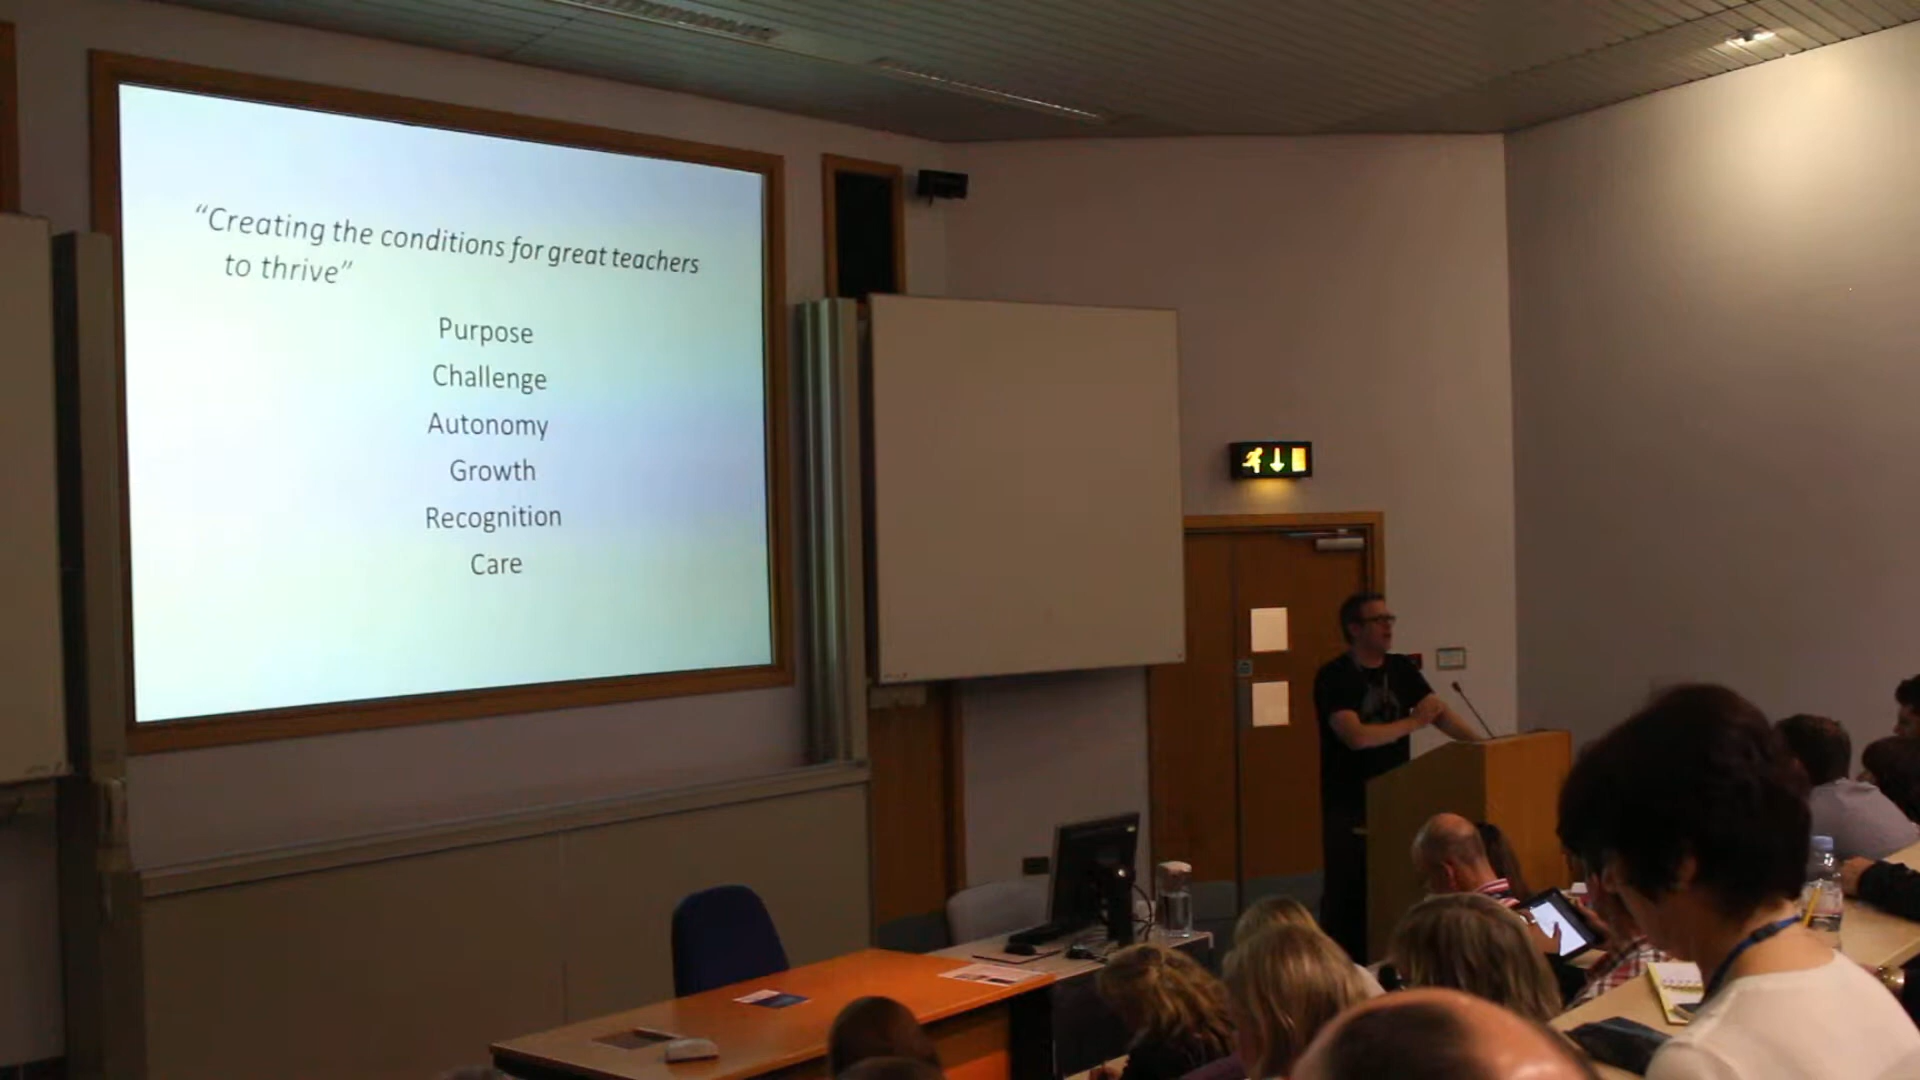 “Creating the conditions for great teachers
to thrive”
Purpose
Challenge
Autonomy
Growth
Recognition
Care